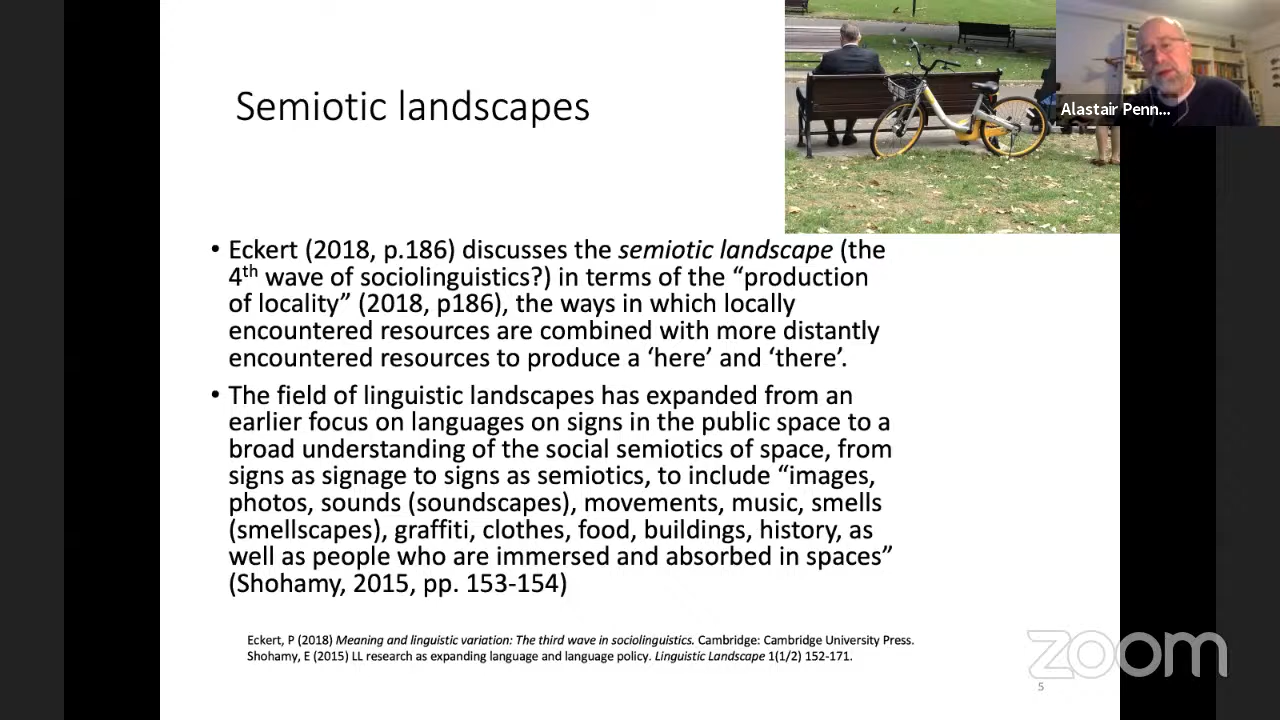 Semiotic landscapes
Alastair Penn...
• Eckert (2018, p.186) discusses the semiotic landscape (the
4th wave of sociolinguistics?) in terms of the “production
of locality” (2018, p186), the ways in which locally
encountered resources are combined with more distantly
encountered resources to produce a ‘here’ and ‘there’.
• The field of linguistic landscapes has expanded from an
earlier focus on languages on signs in the public space to a
broad understanding of the social semiotics of space, from
signs as signage to signs as semiotics, to include “images,
photos, sounds (soundscapes), movements, music, smells
(smellscapes), graffiti, clothes, food, buildings, history, as
well as people who are immersed and absorbed in spaces”
(Shohamy, 2015, pp. 153-154)
Eckert, P (2018) Meaning and linguistic variation: The third wave in sociolinguistics. Cambridge: Cambridge University Press.
Shohamy, E (2015) LL research as expanding language and language policy. Linguistic Landscape 1(1/2) 152-171.
zoom
5